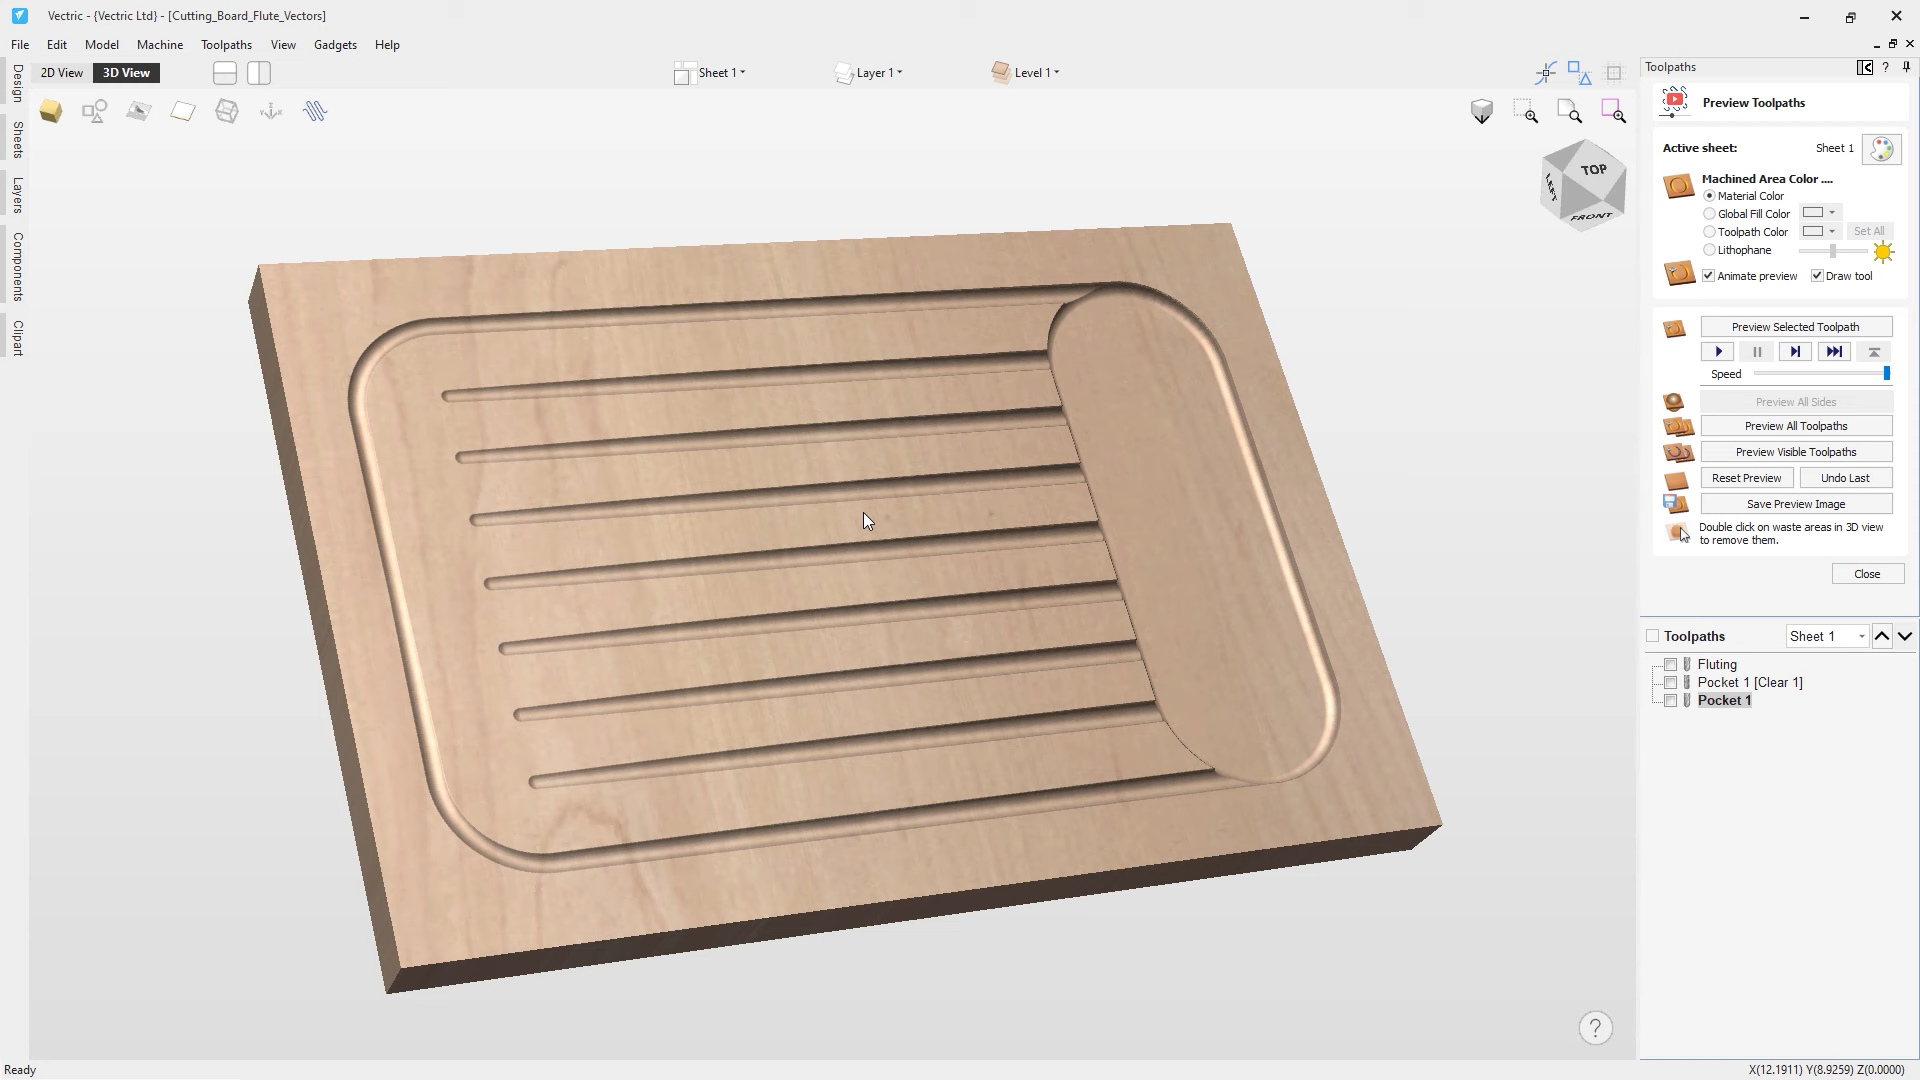 Vectric - {Vectric Ltd} - [Cutting_Board_Flute_Vectors]
File Edit Model Machine Toolpaths View Gadgets Help
2D View 3D View Sheet 1 Layer 1 Level 1
Design
Sheets
Layers
Components
Clipart
TOP
LEFT
FRONT
?
Toolpaths ?
Preview Toolpaths
Active sheet: Sheet 1
Machined Area Color ....
Material Color
Global Fill Color
Toolpath Color Set All
Lithophane
Animate preview Draw tool
Preview Selected Toolpath
Speed
Preview All Sides
Preview All Toolpaths
Preview Visible Toolpaths
Reset Preview Undo Last
Save Preview Image
Double click on waste areas in 3D view
to remove them.
Close
Toolpaths Sheet 1
Fluting
Pocket 1 [Clear 1]
Pocket 1
Ready X(12.1911) Y(8.9259) Z(0.0000)